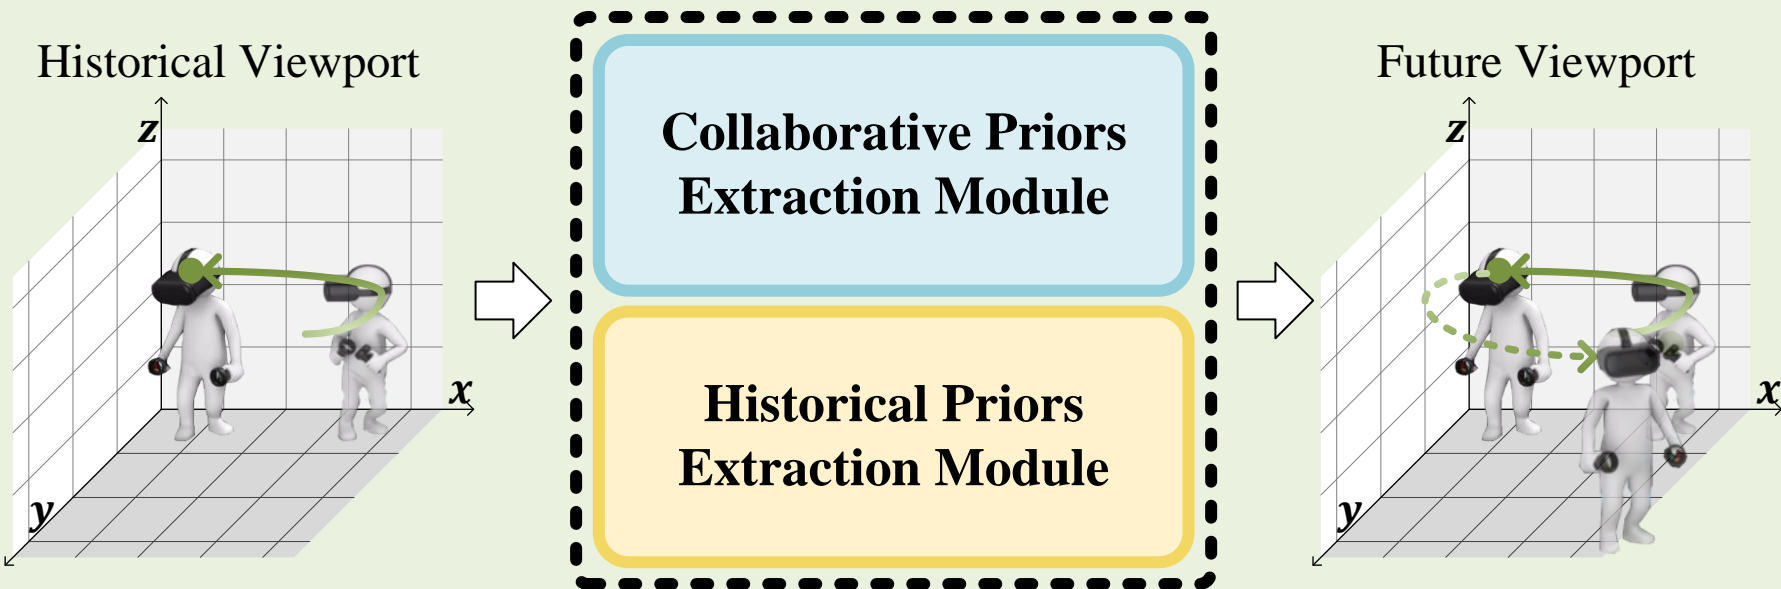 Historical Viewport
z
x
y
Collaborative Priors
Extraction Module
Historical Priors
Extraction Module
Future Viewport
z
x
y